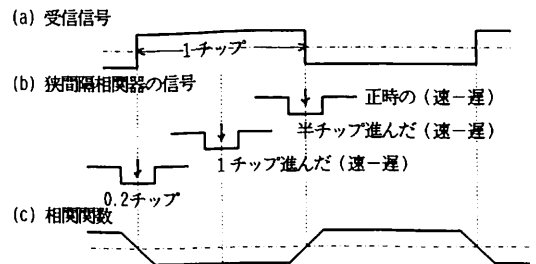 (a) 受信信号
1チップ
(b) 狭間隔相関器の信号
正時の (速－遅)
半チップ進んだ (速－遅)
1チップ進んだ (速－遅)
0.2チップ
(c) 相関関数